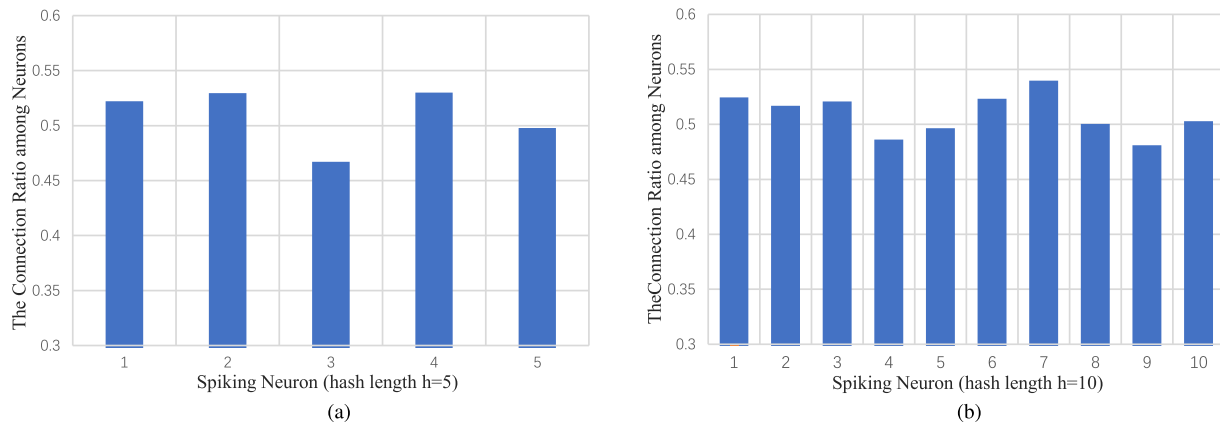 The Connection Ratio among Neurons
0.6
0.55
0.5
0.45
0.4
0.35
0.3
1 2 3 4 5
Spiking Neuron (hash length h=5)
(a)
TheConnection Ratio among Neurons
0.6
0.55
0.5
0.45
0.4
0.35
0.3
1 2 3 4 5 6 7 8 9 10
Spiking Neuron (hash length h=10)
(b)